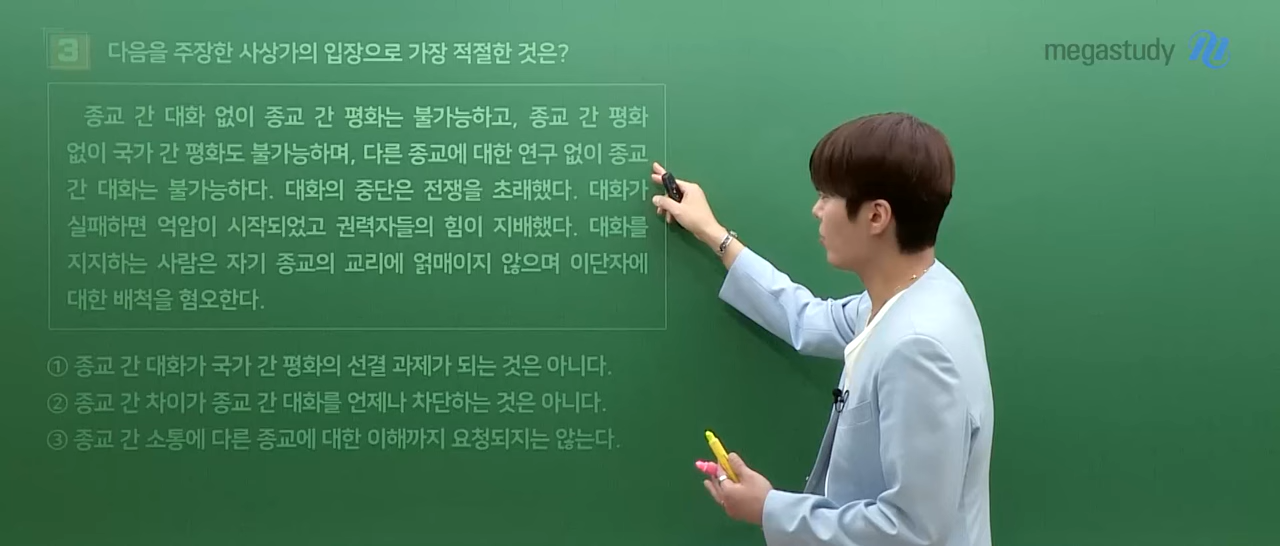 3 다음을 주장한 사상가의 입장으로 가장 적절한 것은?
megastudy
종교 간 대화 없이 종교 간 평화는 불가능하고, 종교 간 평화
없이 국가 간 평화도 불가능하며, 다른 종교에 대한 연구 없이 종교
간 대화는 불가능하다. 대화의 중단은 전쟁을 초래했다. 대화가
실패하면 억압이 시작되었고 권력자들의 힘이 지배했다. 대화를
지지하는 사람은 자기 종교의 교리에 얽매이지 않으며 이단자에
대한 배척을 혐오한다.
① 종교 간 대화가 국가 간 평화의 선결 과제가 되는 것은 아니다.
② 종교 간 차이가 종교 간 대화를 언제나 차단하는 것은 아니다.
③ 종교 간 소통에 다른 종교에 대한 이해까지 요청되지는 않는다.